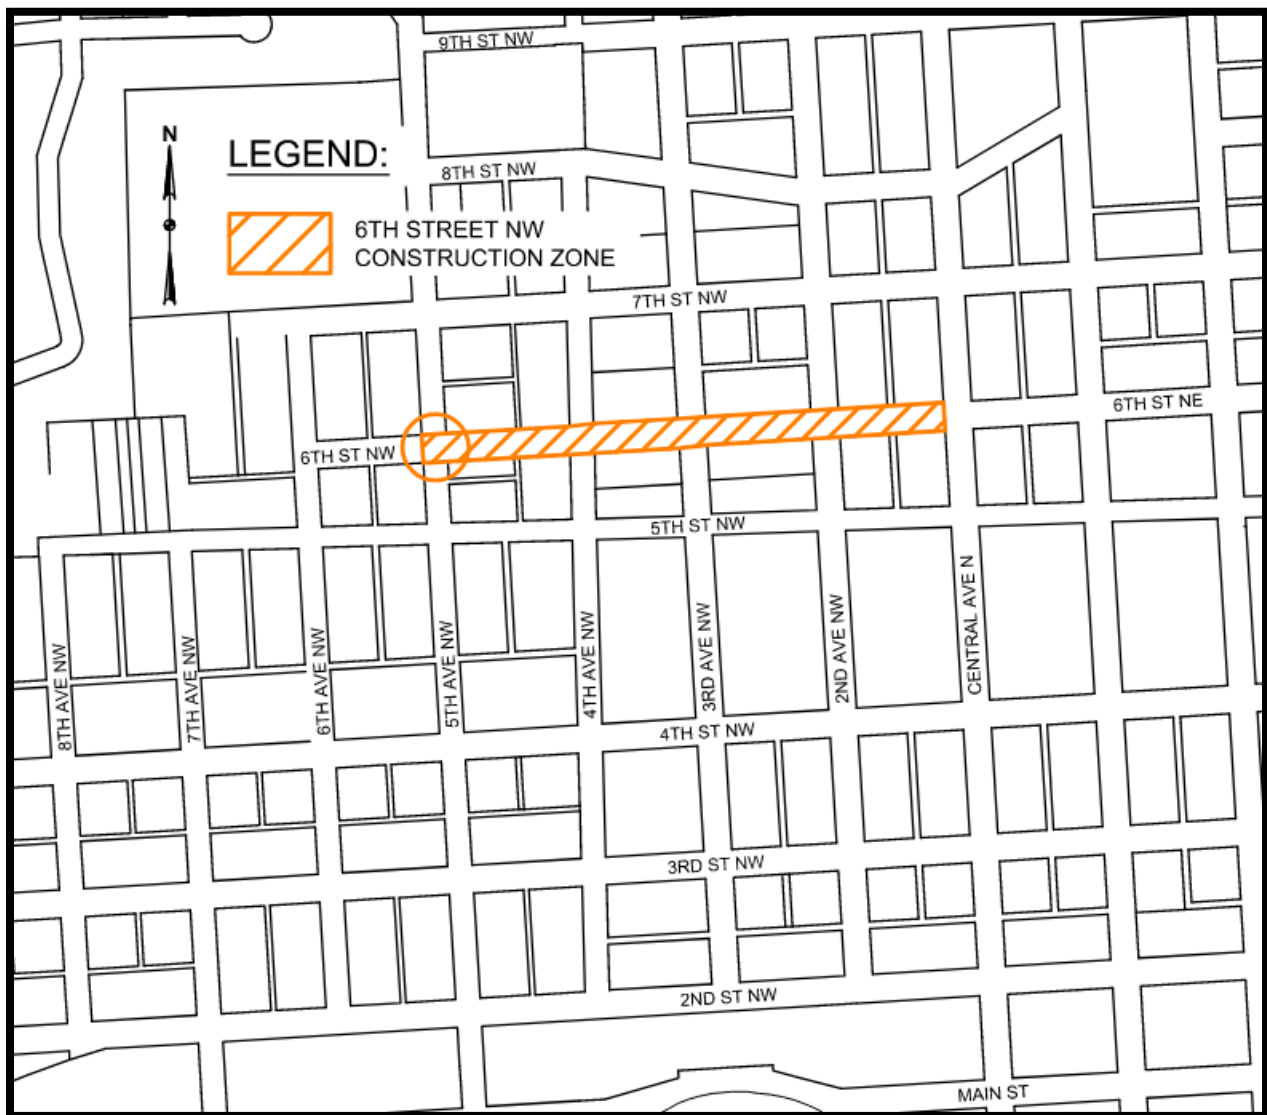 9TH ST NW
N
LEGEND:
8TH ST NW
6TH STREET NW
CONSTRUCTION ZONE
7TH ST NW
6TH ST NE
6TH ST NW
5TH ST NW
8TH AVE NW
7TH AVE NW
6TH AVE NW
5TH AVE NW
4TH AVE NW
3RD AVE NW
2ND AVE NW
CENTRAL AVE N
4TH ST NW
3RD ST NW
2ND ST NW
MAIN ST